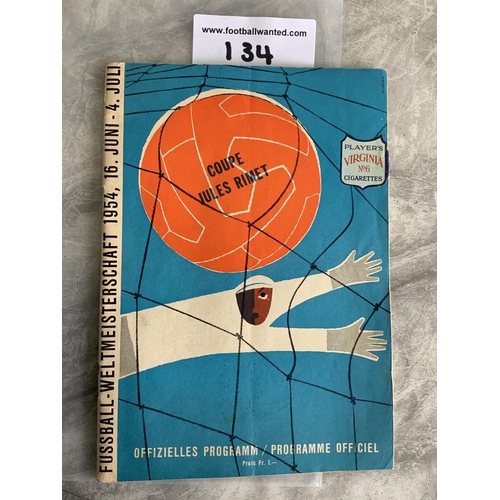 www.footballwanted.com
134
FUSSBALL-WELTMEISTERSCHAFT 1954, 16. JUNI - 4. JULI
COUPE
JULES RIMET
PLAYER'S
VIRGINIA
No6
CIGARETTES
OFFIZIELLES PROGRAMM / PROGRAMME OFFICIEL
Preis Fr. 1.—